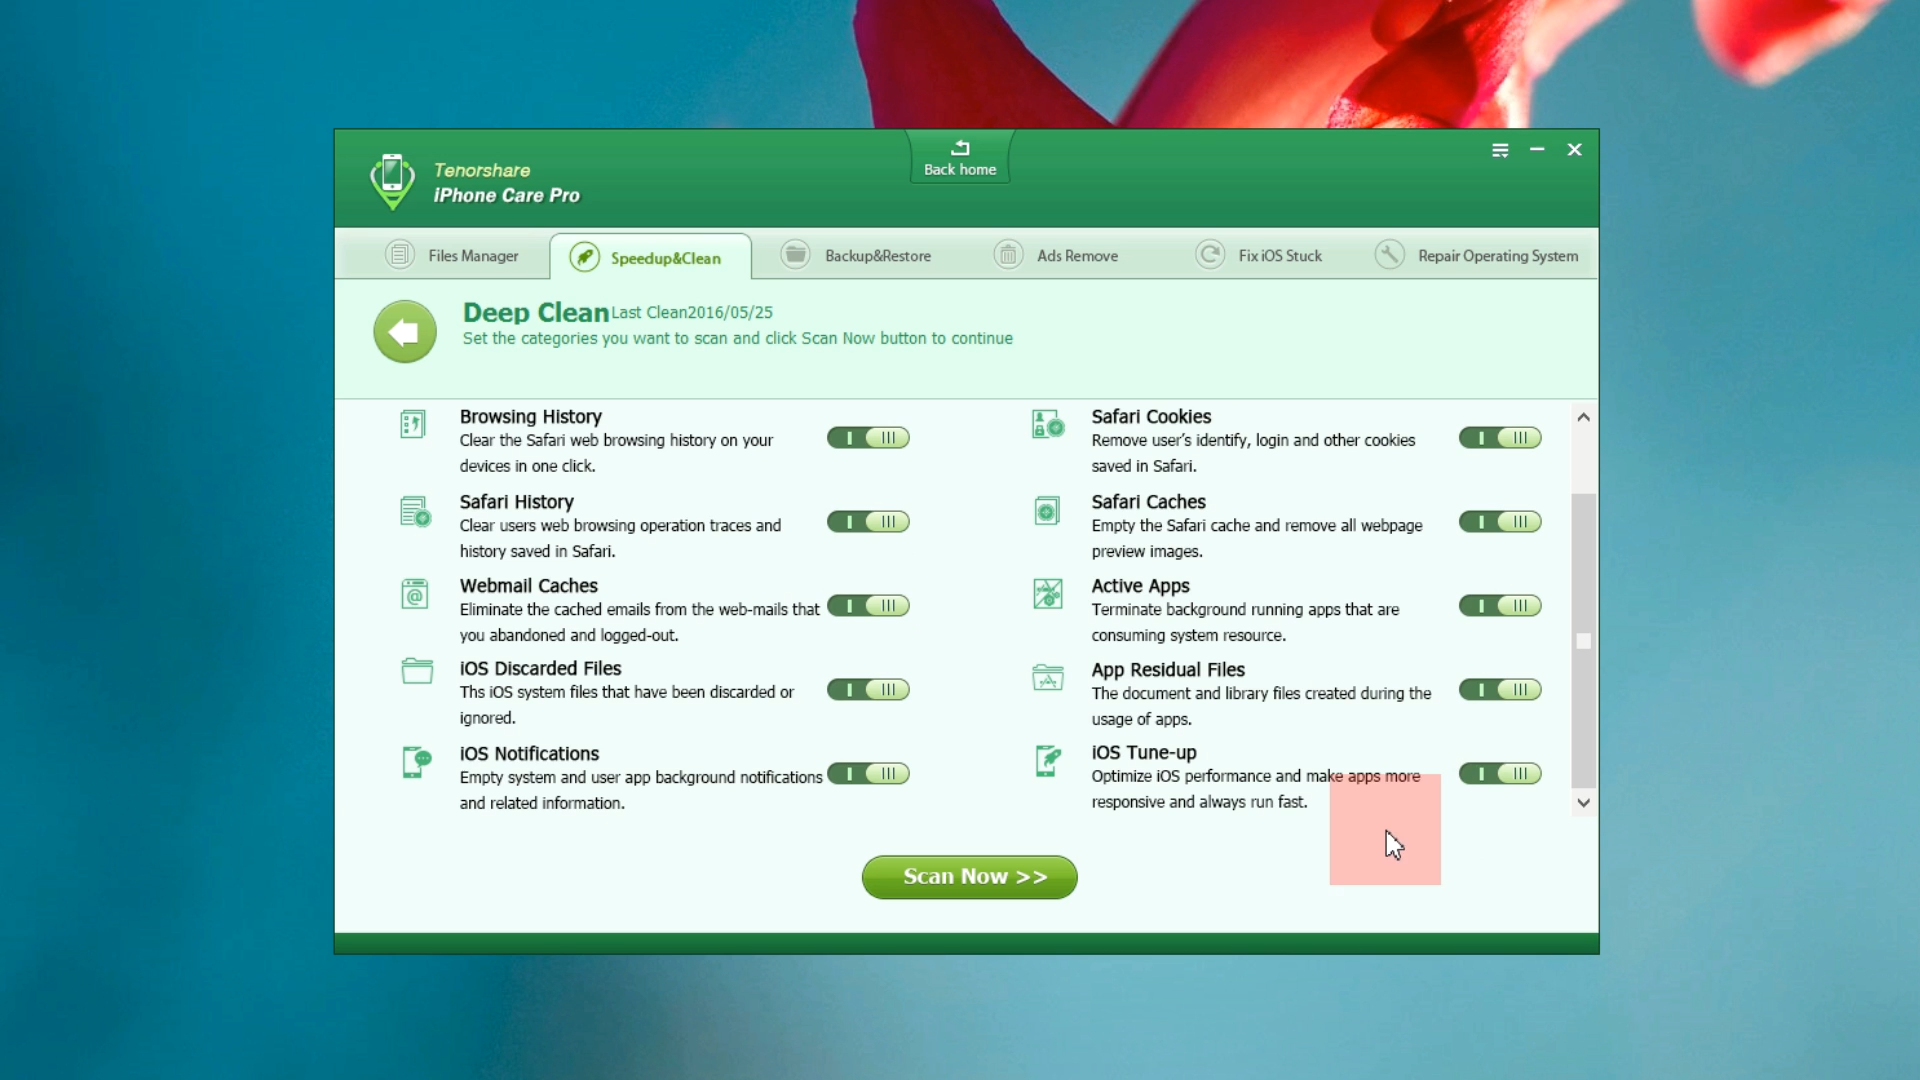 Back home
Tenorshare
iPhone Care Pro
Files Manager
Speedup&Clean
Backup&Restore
Ads Remove
Fix iOS Stuck
Repair Operating System
Deep Clean Last Clean2016/05/25
Set the categories you want to scan and click Scan Now button to continue
Browsing History
Clear the Safari web browsing history on your
devices in one click.
Safari Cookies
Remove user's identify, login and other cookies
saved in Safari.
Safari History
Clear users web browsing operation traces and
history saved in Safari.
Safari Caches
Empty the Safari cache and remove all webpage
preview images.
Webmail Caches
Eliminate the cached emails from the web-mails that
you abandoned and logged-out.
Active Apps
Terminate background running apps that are
consuming system resource.
iOS Discarded Files
Ths iOS system files that have been discarded or
ignored.
App Residual Files
The document and library files created during the
usage of apps.
iOS Notifications
Empty system and user app background notifications
and related information.
iOS Tune-up
Optimize iOS performance and make apps more
responsive and always run fast.
Scan Now >>